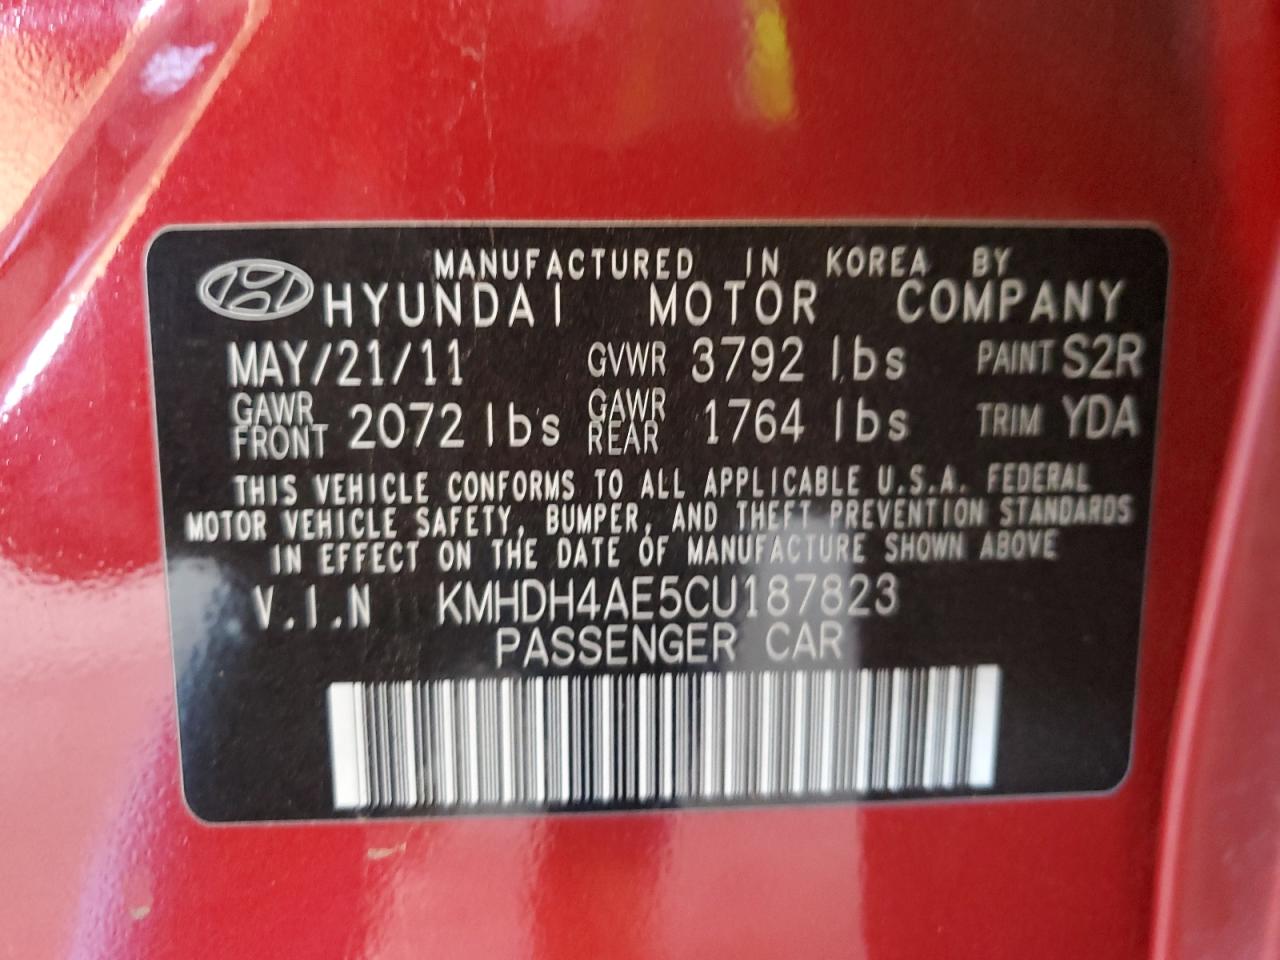 MANUFACTURED IN KOREA BY
HYUNDAI MOTOR COMPANY
MAY/21/11 GVWR 3792 lbs PAINT S2R
GAWR FRONT 2072 lbs GAWR REAR 1764 lbs TRIM YDA
THIS VEHICLE CONFORMS TO ALL APPLICABLE U.S.A. FEDERAL
MOTOR VEHICLE SAFETY, BUMPER, AND THEFT PREVENTION STANDARDS
IN EFFECT ON THE DATE OF MANUFACTURE SHOWN ABOVE
V.I.N KMHDH4AE5CU187823
PASSENGER CAR